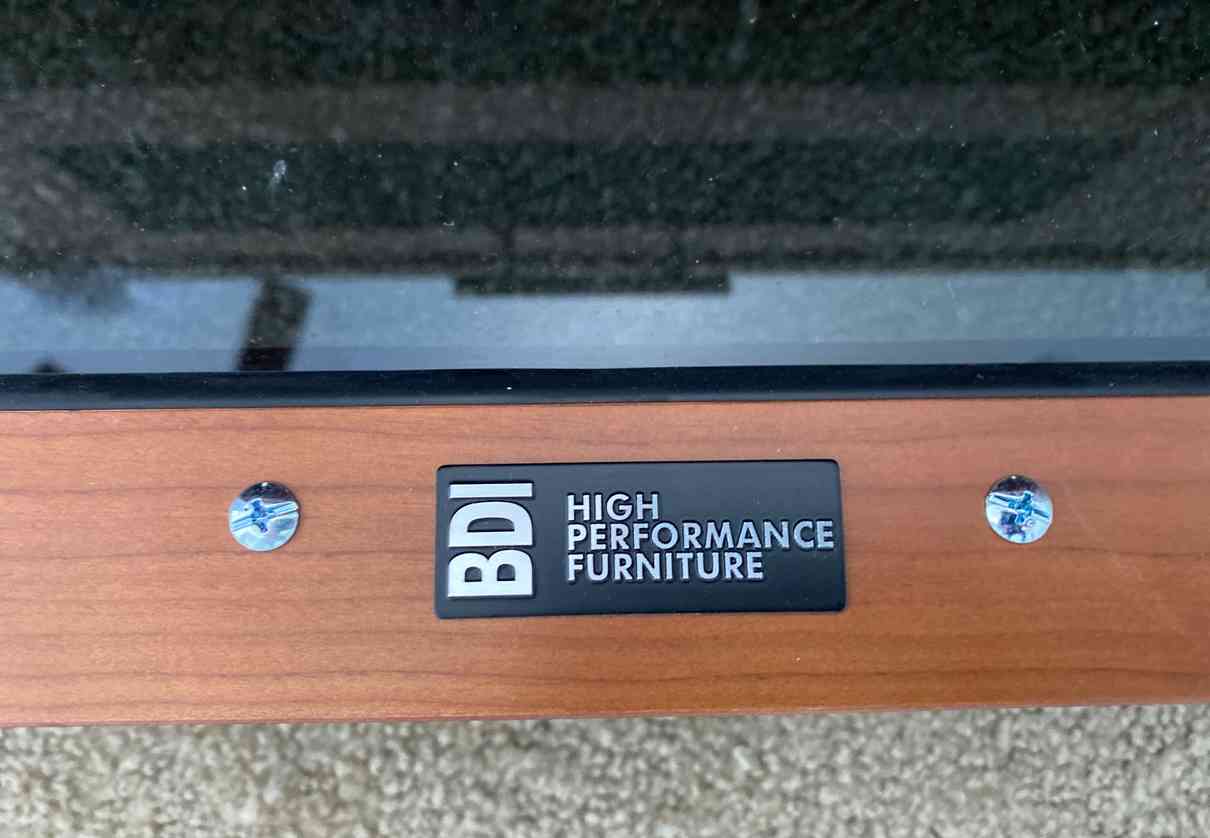 BDI
HIGH
PERFORMANCE
FURNITURE